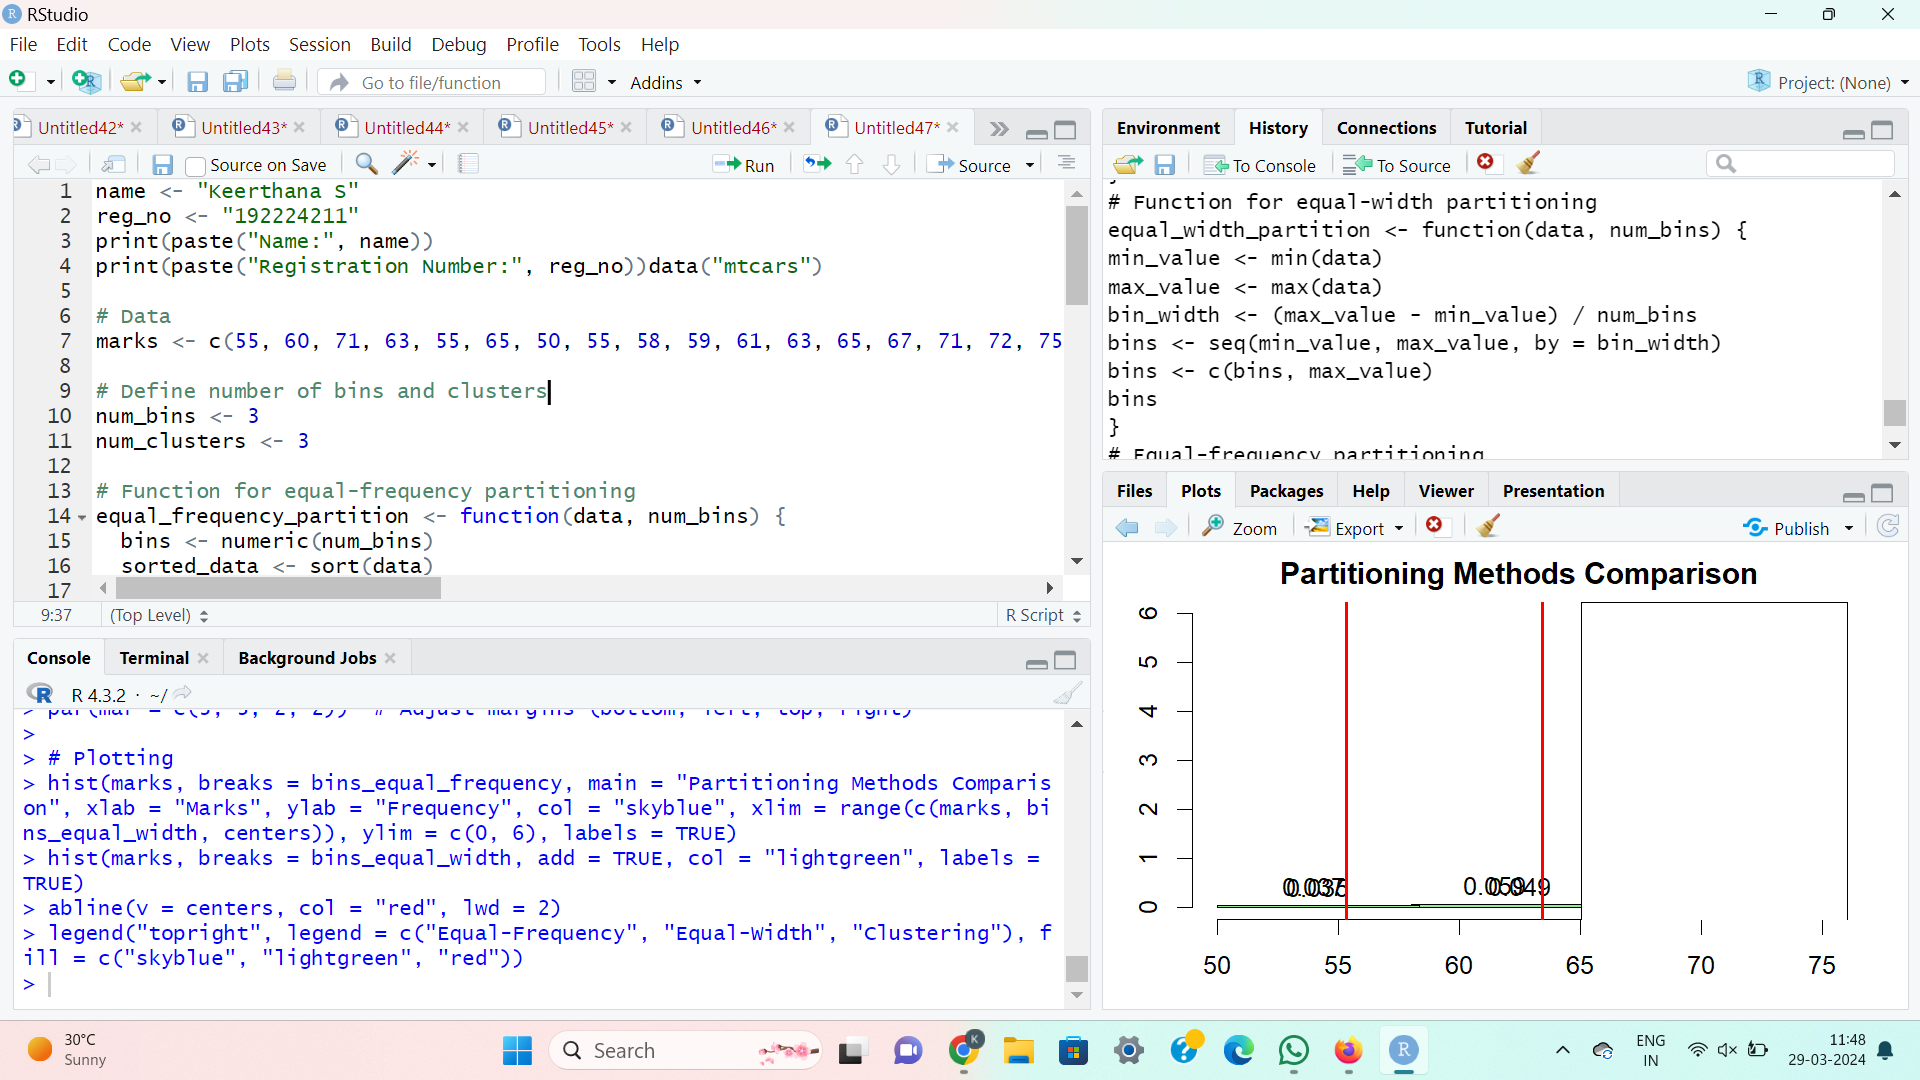 RStudio
File Edit Code View Plots Session Build Debug Profile Tools Help
Go to file/function Addins Project: (None)
Untitled42* Untitled43* Untitled44* Untitled45* Untitled46* Untitled47*
Source on Save Run Source
1 name <- "Keerthana S"
2 reg_no <- "192224211"
3 print(paste("Name:", name))
4 print(paste("Registration Number:", reg_no))data("mtcars")
5
6 # Data
7 marks <- c(55, 60, 71, 63, 55, 65, 50, 55, 58, 59, 61, 63, 65, 67, 71, 72, 75
8
9 # Define number of bins and clusters
10 num_bins <- 3
11 num_clusters <- 3
12
13 # Function for equal-frequency partitioning
14 equal_frequency_partition <- function(data, num_bins) {
15 bins <- numeric(num_bins)
16 sorted_data <- sort(data)
17
9:37 (Top Level) R Script
Console Terminal Background Jobs
R 4.3.2 · ~/
> par(mar = c(5, 5, 2, 2)) # Adjust margins (bottom, left, top, right)
>
> # Plotting
> hist(marks, breaks = bins_equal_frequency, main = "Partitioning Methods Comparis
on", xlab = "Marks", ylab = "Frequency", col = "skyblue", xlim = range(c(marks, bi
ns_equal_width, centers)), ylim = c(0, 6), labels = TRUE)
> hist(marks, breaks = bins_equal_width, add = TRUE, col = "lightgreen", labels =
TRUE)
> abline(v = centers, col = "red", lwd = 2)
> legend("topright", legend = c("Equal-Frequency", "Equal-Width", "Clustering"), f
ill = c("skyblue", "lightgreen", "red"))
>
Environment History Connections Tutorial
To Console To Source
}
# Function for equal-width partitioning
equal_width_partition <- function(data, num_bins) {
min_value <- min(data)
max_value <- max(data)
bin_width <- (max_value - min_value) / num_bins
bins <- seq(min_value, max_value, by = bin_width)
bins <- c(bins, max_value)
bins
}
# Equal-frequency partitioning
Files Plots Packages Help Viewer Presentation
Zoom Export Publish
Partitioning Methods Comparison
6
5
4
3
2
1
0
0.037 0.059 0.049
50 55 60 65 70 75
30°C
Sunny
Search
K
ENG
IN
11:48
29-03-2024